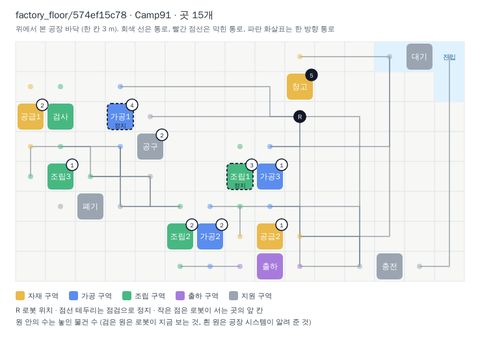 factory_floor/574ef15c78 · Camp91 · 곳 15개
위에서 본 공장 바닥 (한 칸 3 m). 회색 선은 통로, 빨간 점선은 막힌 통로, 파란 화살표는 한 방향 통로
대기
진입
창고 5
공급1 2
검사
가공1 4
정지
R
공구 2
조립3 1
조립1 3
정지
가공3 1
폐기
조립2 2
가공2 2
공급2 1
출하
충전
자재 구역
가공 구역
조립 구역
출하 구역
지원 구역
R 로봇 위치 · 점선 테두리는 점검으로 정지 · 작은 점은 로봇이 서는 곳의 앞 칸
원 안의 수는 놓인 물건 수 (검은 원은 로봇이 지금 보는 것, 흰 원은 공장 시스템이 알려 준 것)